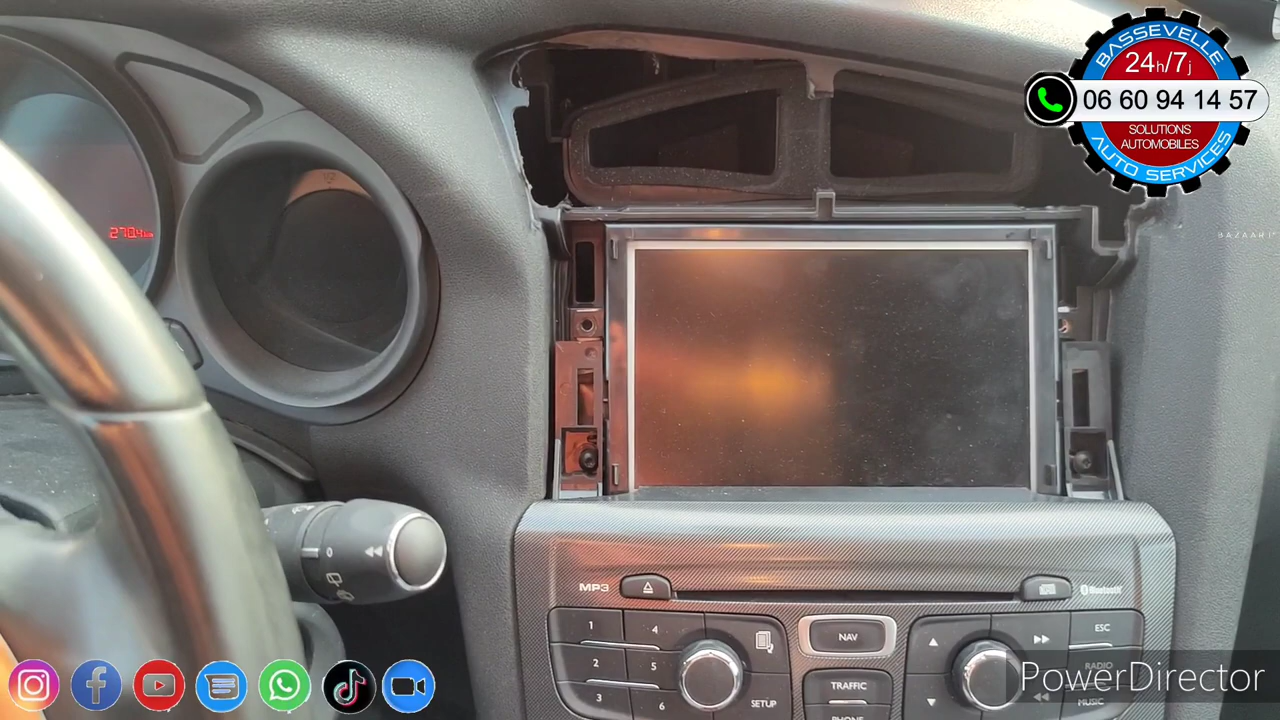 BASSEVELLE
24h/7j
06 60 94 14 57
SOLUTIONS
AUTOMOBILES
AUTO SERVICES
MP3
Bluetooth
1
4
ESC
NAV
2
5
RADIO
3
6
SETUP
TRAFFIC
MUSIC
PHONE
0
PowerDirector